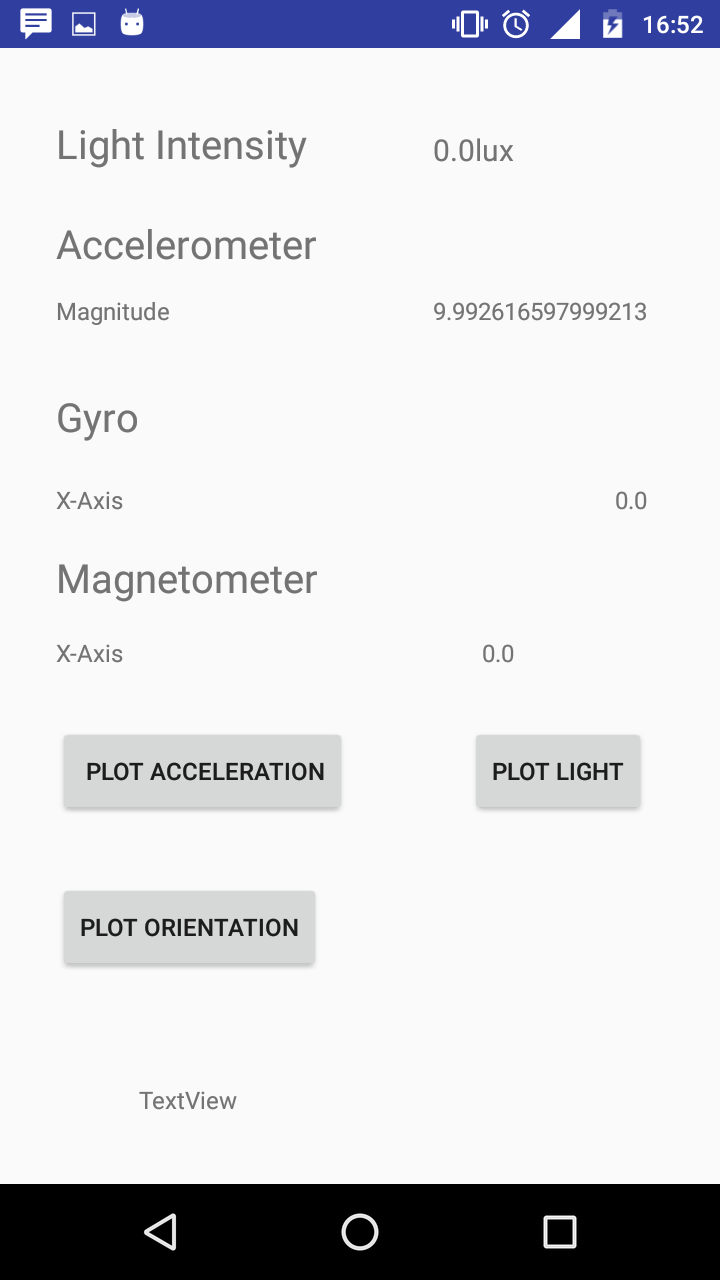 16:52
Light Intensity 0.0lux
Accelerometer
Magnitude 9.992616597999213
Gyro
X-Axis 0.0
Magnetometer
X-Axis 0.0
PLOT ACCELERATION PLOT LIGHT
PLOT ORIENTATION
TextView